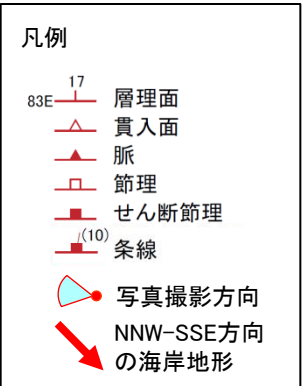 凡例
17
83E 層理面
貫入面
脈
節理
せん断節理
(10) 条線
写真撮影方向
NNW-SSE方向
の海岸地形